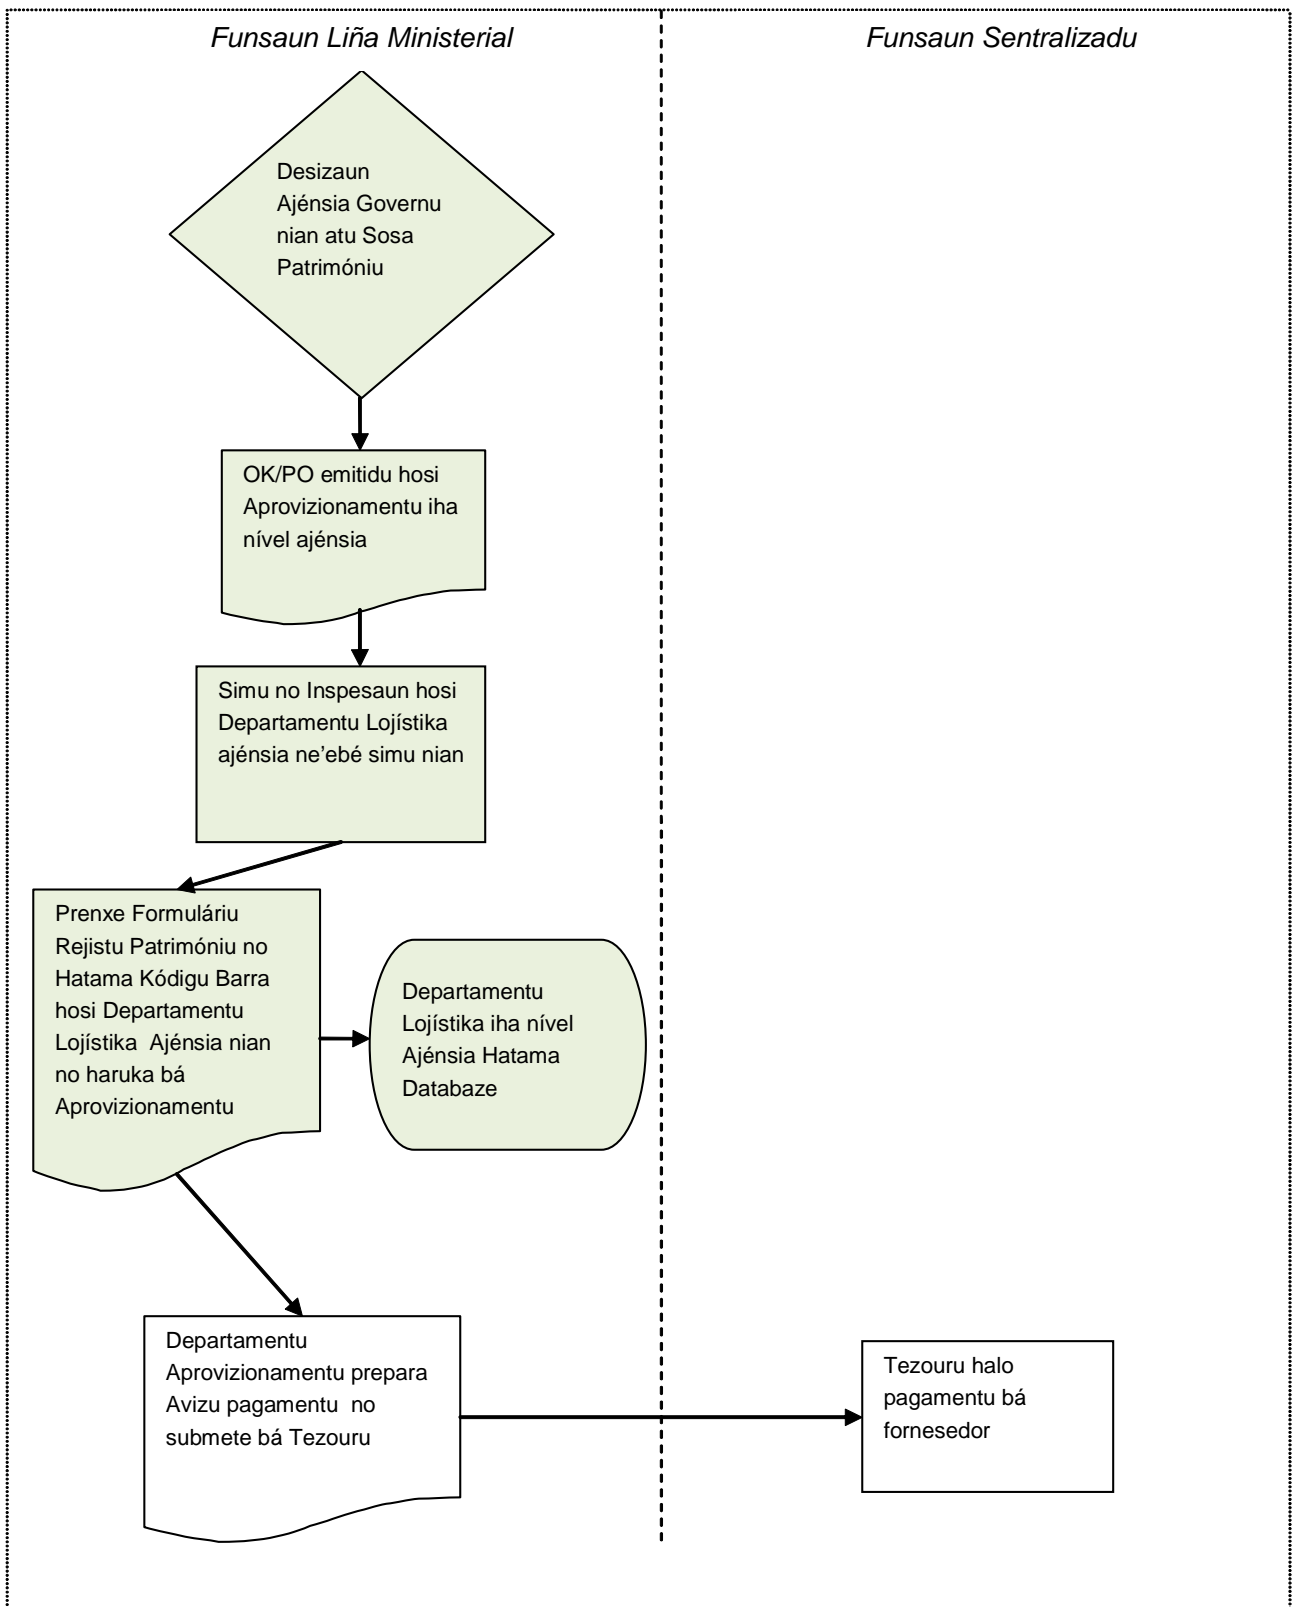 Funsaun Liña Ministerial
Funsaun Sentralizadu
Desizaun
Ajénsia Governu
nian atu Sosa
Patrimóniu
OK/PO emitidu hosi
Aprovizionamentu iha
nível ajénsia
Simu no Inspesaun hosi
Departamentu Lojístika
ajénsia ne’ebé simu nian
Prenxe Formuláriu
Rejistu Patrimóniu no
Hatama Kódigu Barra
hosi Departamentu
Lojístika Ajénsia nian
no haruka bá
Aprovizionamentu
Departamentu
Lojístika iha nível
Ajénsia Hatama
Databaze
Departamentu
Aprovizionamentu prepara
Avizu pagamentu no
submete bá Tezouru
Tezouru halo
pagamentu bá
fornesedor